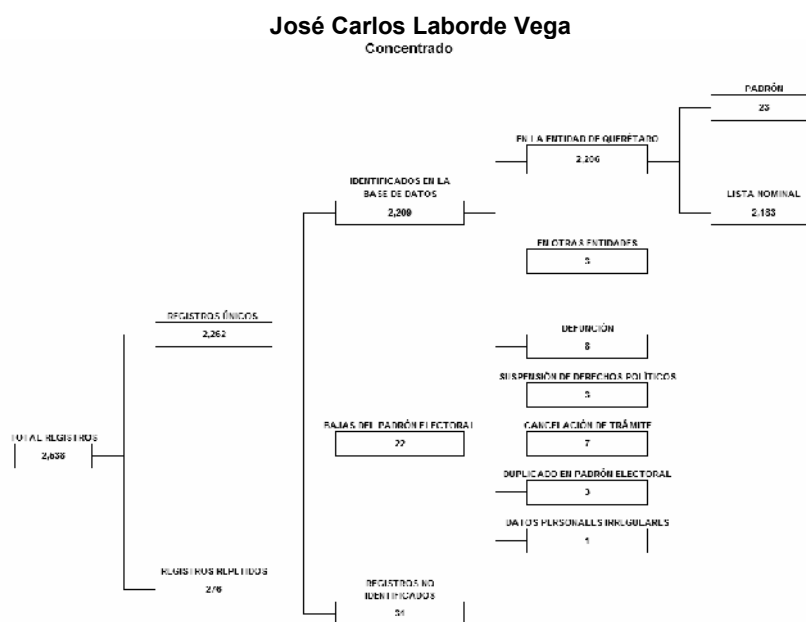 José Carlos Laborde Vega
Concentrado
PADRÓN
23
EN LA ENTIDAD DE QUERÉTARO
2,206
IDENTIFICADOS EN LA
BASE DE DATOS
2,209
LISTA NOMINAL
2,183
EN OTRAS ENTIDADES
3
REGISTROS ÚNICOS
2,262
DEFUNCIÓN
8
SUSPENSIÓN DE DERECHOS POLÍTICOS
3
BAJAS DEL PADRÓN ELECTORAL
22
CANCELACIÓN DE TRÁMITE
7
TOTAL REGISTROS
2,538
DUPLICADO EN PADRÓN ELECTORAL
3
DATOS PERSONALES IRREGULARES
1
REGISTROS REPETIDOS
276
REGISTROS NO
IDENTIFICADOS
31